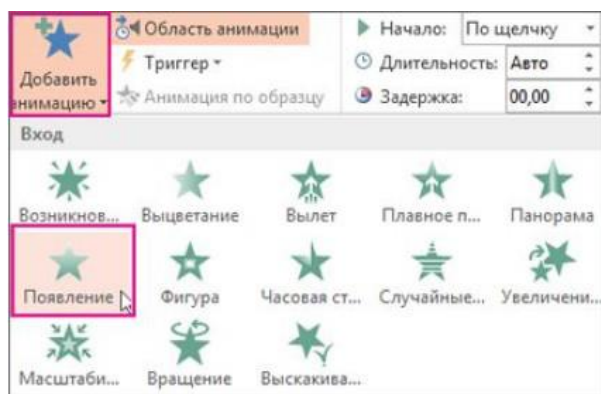 Добавить анимацию
Область анимации
Триггер
Анимация по образцу
Начало: По щелчку
Длительность: Авто
Задержка: 00,00
Вход
Возникнов... Выцветание Вылет Плавное п... Панорама
Появление Фигура Часовая ст... Случайные... Увеличени...
Масштаби... Вращение Выскакива...